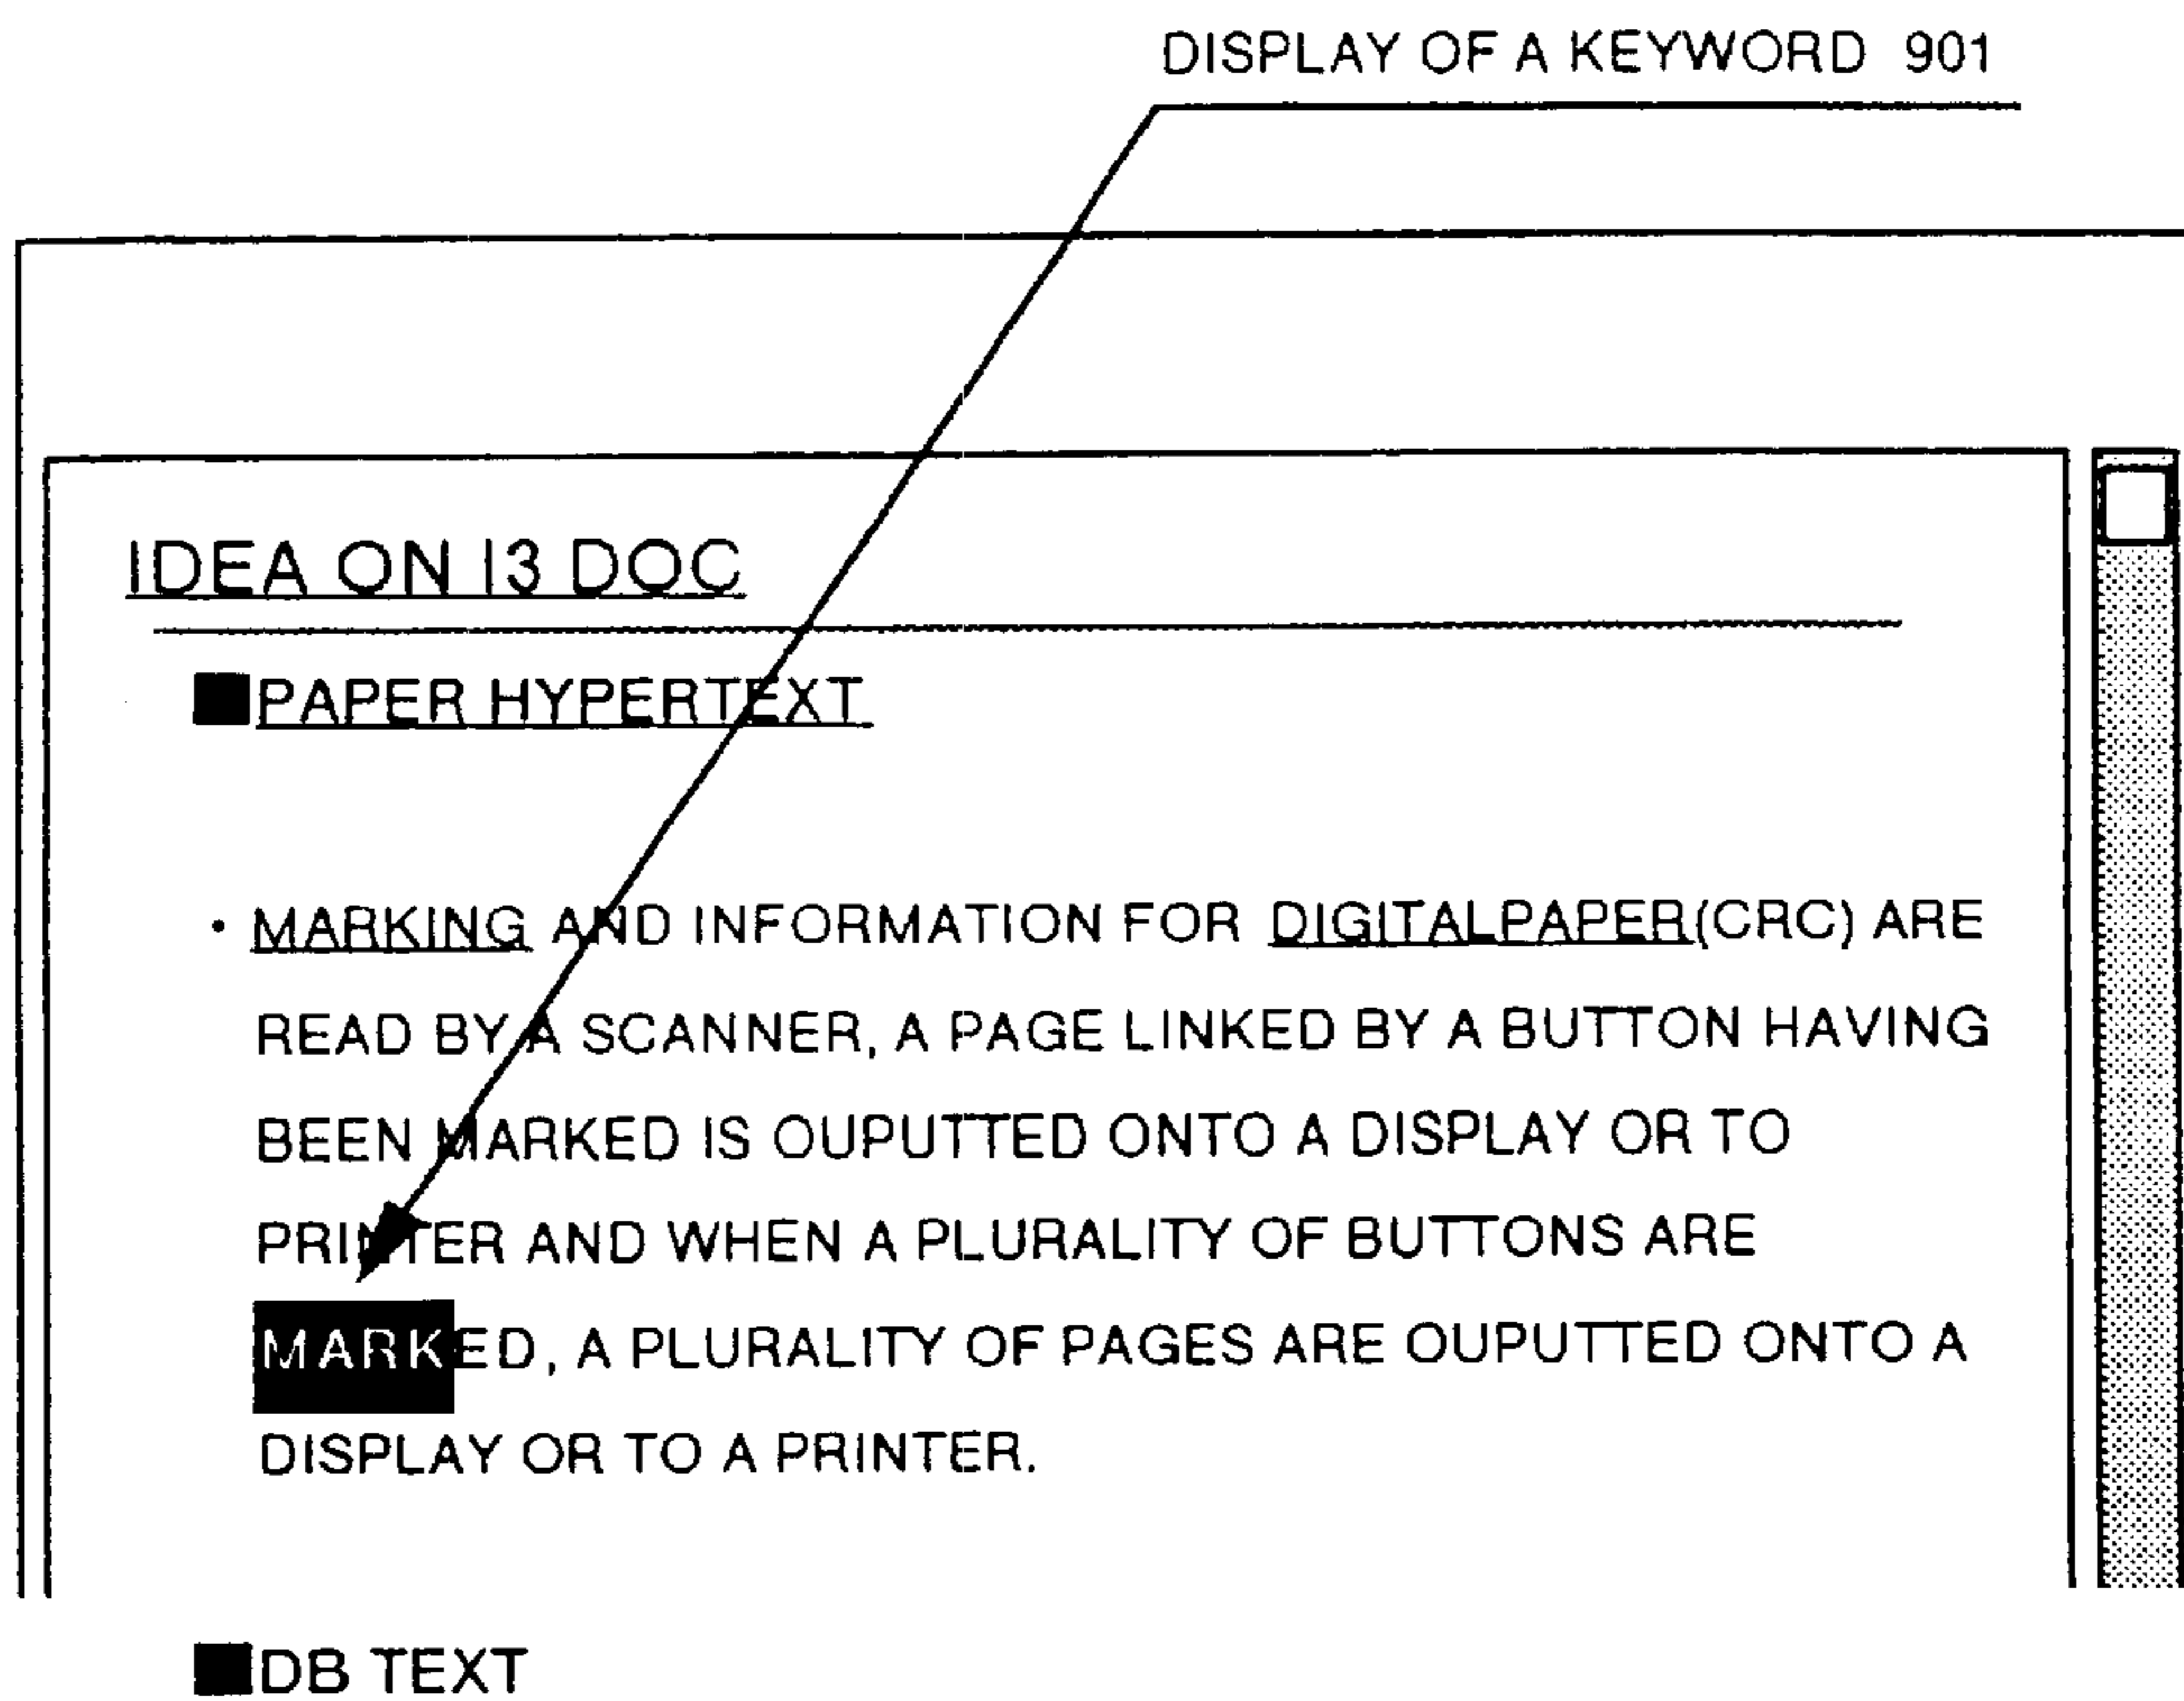 DISPLAY OF A KEYWORD 901
IDEA ON I3 DOC
■PAPER HYPERTEXT
• MARKING AND INFORMATION FOR DIGITALPAPER(CRC) ARE
READ BY A SCANNER, A PAGE LINKED BY A BUTTON HAVING
BEEN MARKED IS OUPUTTED ONTO A DISPLAY OR TO
PRINTER AND WHEN A PLURALITY OF BUTTONS ARE
MARKED, A PLURALITY OF PAGES ARE OUPUTTED ONTO A
DISPLAY OR TO A PRINTER.
■DB TEXT